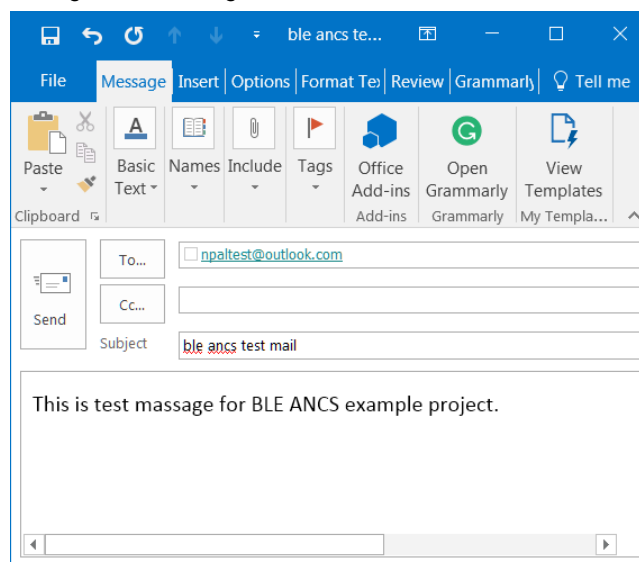 ble ancs te...
File Message Insert Options Format Te Review Grammarly Tell me
Paste Basic Text Names Include Tags Office Add-ins Open Grammarly View Templates
Clipboard Add-ins Grammarly My Templa...
To... npaltest@outlook.com
Cc...
Send
Subject ble ancs test mail
This is test massage for BLE ANCS example project.